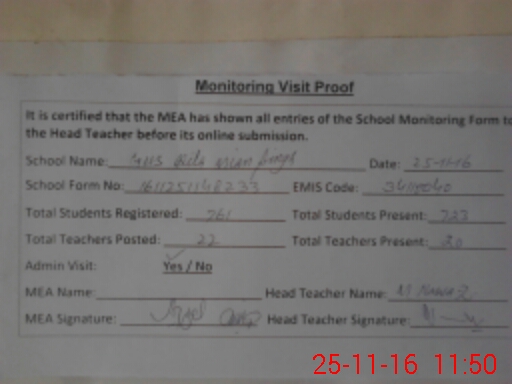 Monitoring Visit Proof
It is certified that the MEA has shown all entries of the School Monitoring Form to
the Head Teacher before its online submission.
School Name: Date: 25-11-16
School Form No: EMIS Code:
Total Students Registered: 761 Total Students Present: 723
Total Teachers Posted: 22 Total Teachers Present: 20
Admin Visit: Yes / No
MEA Name: Head Teacher Name: M Nawaz
MEA Signature: Head Teacher Signature:
25-11-16 11:50